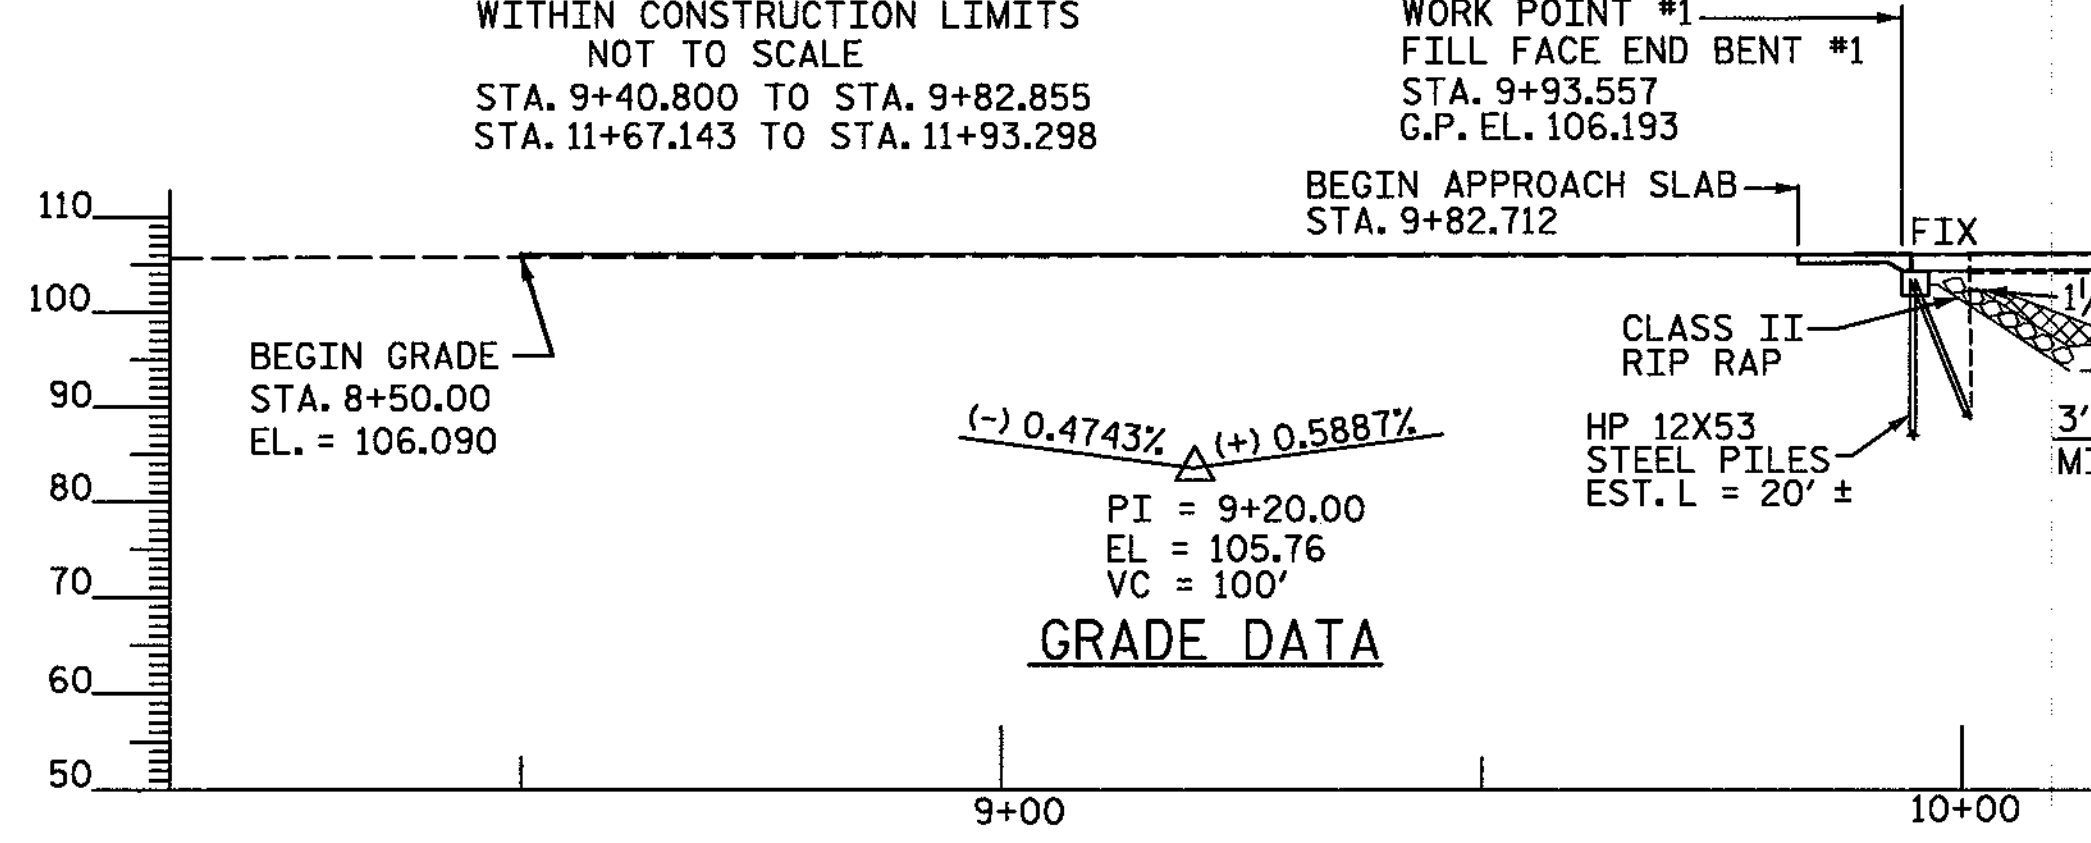 WITHIN CONSTRUCTION LIMITS
NOT TO SCALE
STA. 9+40.800 TO STA. 9+82.855
STA. 11+67.143 TO STA. 11+93.298
WORK POINT #1
FILL FACE END BENT #1
STA. 9+93.557
G.P. EL. 106.193
BEGIN APPROACH SLAB
STA. 9+82.712
FIX
110
100
90
80
70
60
50
BEGIN GRADE
STA. 8+50.00
EL. = 106.090
CLASS II
RIP RAP
HP 12X53
STEEL PILES
EST. L = 20' ±
3'
(-) 0.4743%
(+) 0.5887%
PI = 9+20.00
EL = 105.76
VC = 100'
GRADE DATA
9+00
10+00